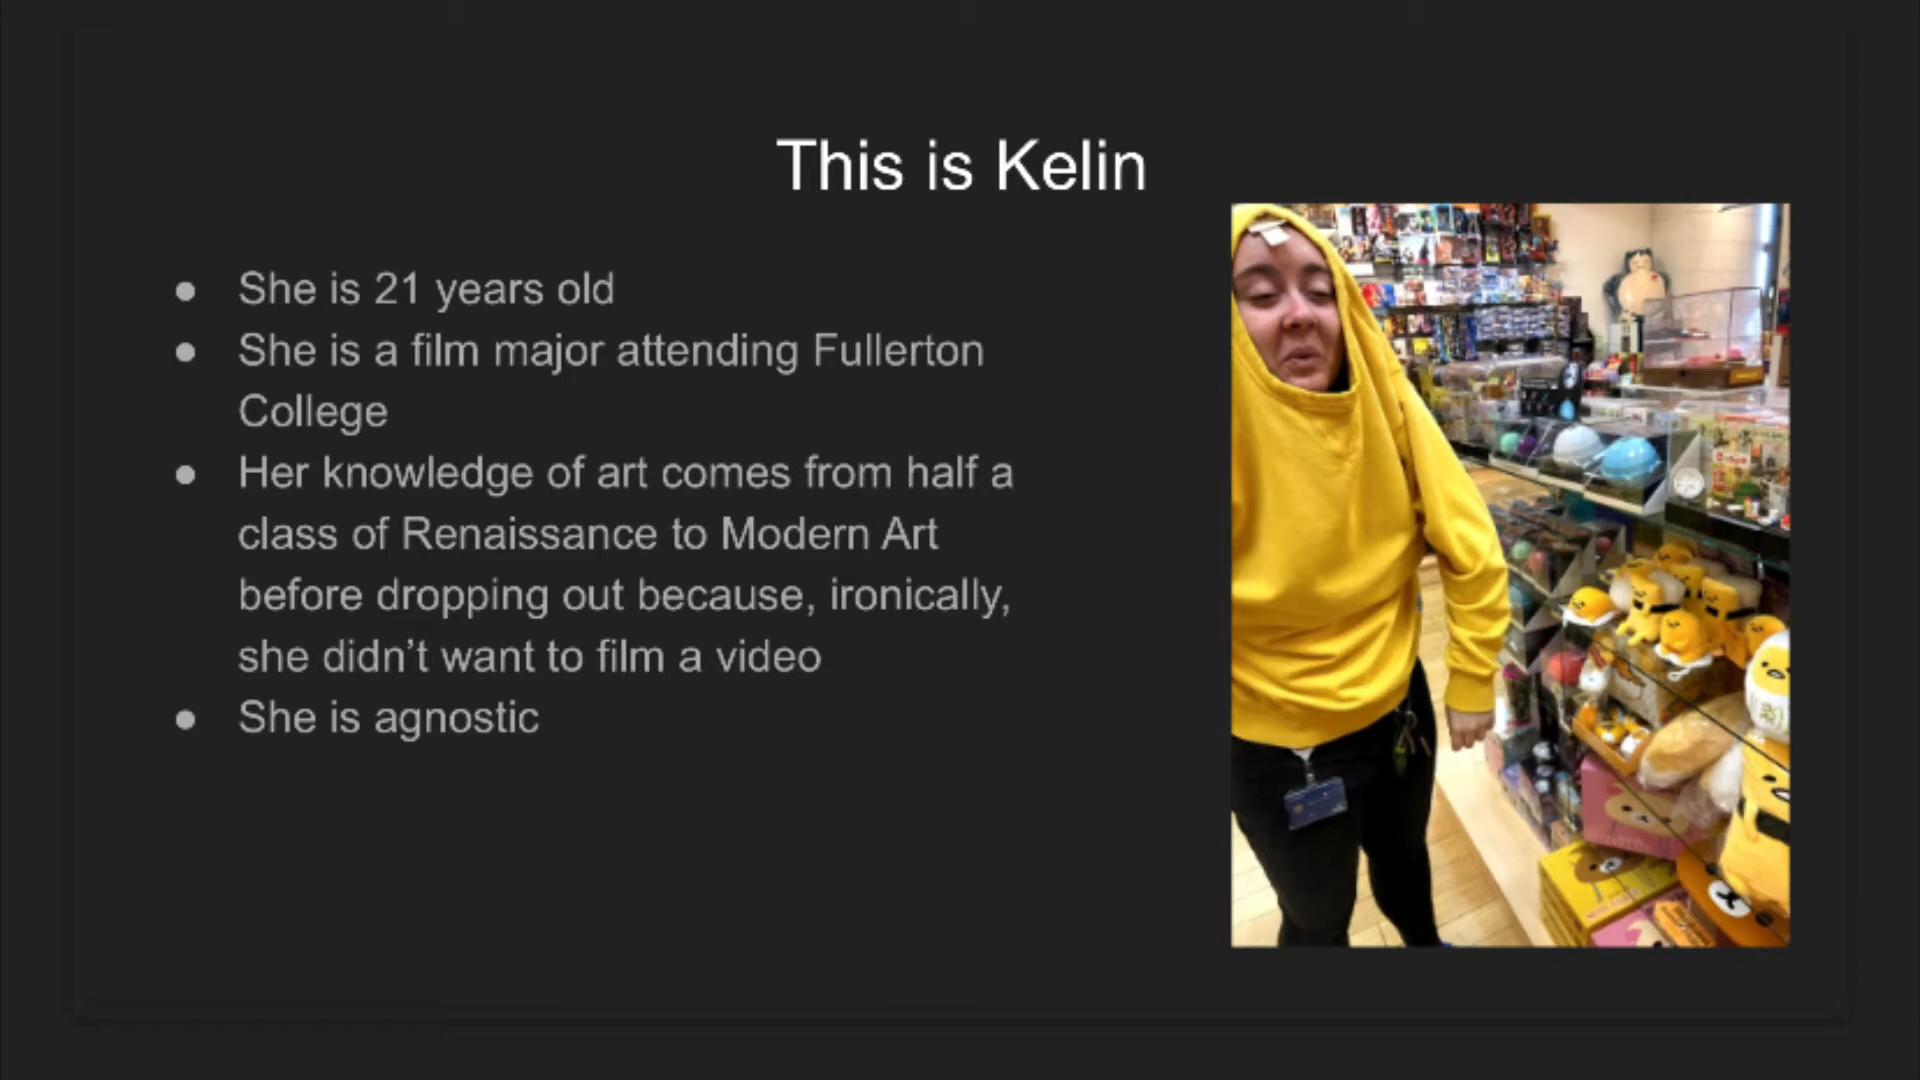 This is Kelin
● She is 21 years old
● She is a film major attending Fullerton
College
● Her knowledge of art comes from half a
class of Renaissance to Modern Art
before dropping out because, ironically,
she didn’t want to film a video
● She is agnostic